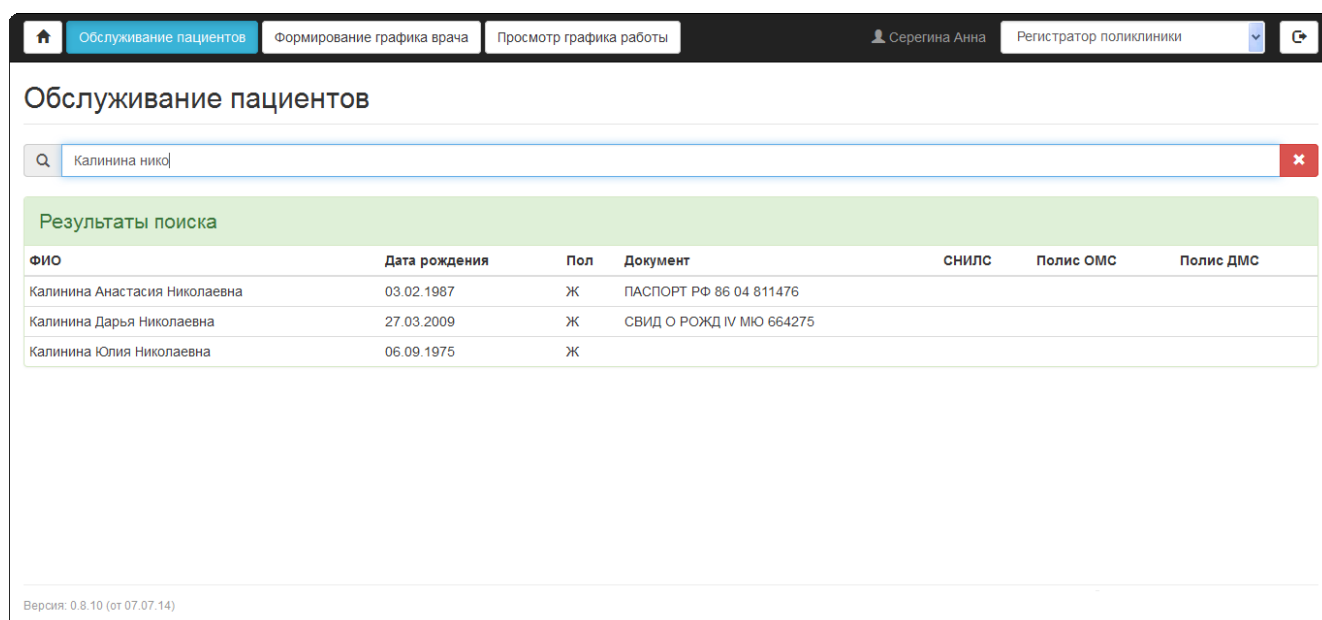 Обслуживание пациентов Формирование графика врача Просмотр графика работы Серегина Анна Регистратор поликлиники
Обслуживание пациентов
Калинина нико
Результаты поиска
ФИО Дата рождения Пол Документ СНИЛС Полис ОМС Полис ДМС
Калинина Анастасия Николаевна 03.02.1987 Ж ПАСПОРТ РФ 86 04 811476
Калинина Дарья Николаевна 27.03.2009 Ж СВИД О РОЖД IV МЮ 664275
Калинина Юлия Николаевна 06.09.1975 Ж
Версия: 0.8.10 (от 07.07.14)